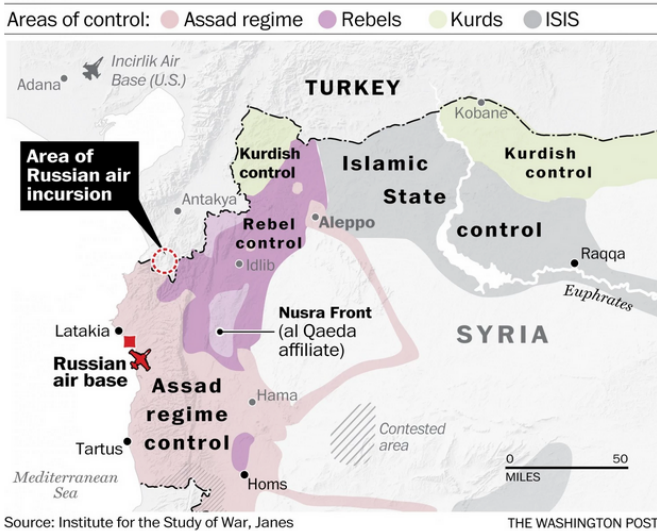 Areas of control: Assad regime Rebels Kurds ISIS
Incirlik Air
Base (U.S.)
Adana
TURKEY
Kobane
Area of
Russian air
incursion
Kurdish
control
Islamic
State
control
Kurdish
control
Antakya
Rebel
control
Aleppo
Idlib
Raqqa
Euphrates
Nusra Front
(al Qaeda
affiliate)
SYRIA
Latakia
Russian
air base
Assad
regime
control
Hama
Contested
area
Tartus
Homs
Mediterranean
Sea
0 50
MILES
Source: Institute for the Study of War, Janes
THE WASHINGTON POST